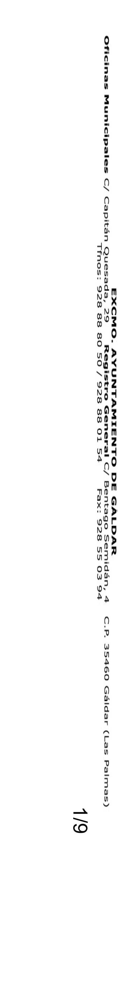 EXCMO. AYUNTAMIENTO DE GÁLDAR
Oficinas Municipales C/ Capitán Quesada, 29 Registro General C/ Bentago Semidán, 4 C.P. 35460 Gáldar (Las Palmas)
Tfnos: 928 88 80 50 / 928 88 01 54 Fax: 928 55 03 94
1/9